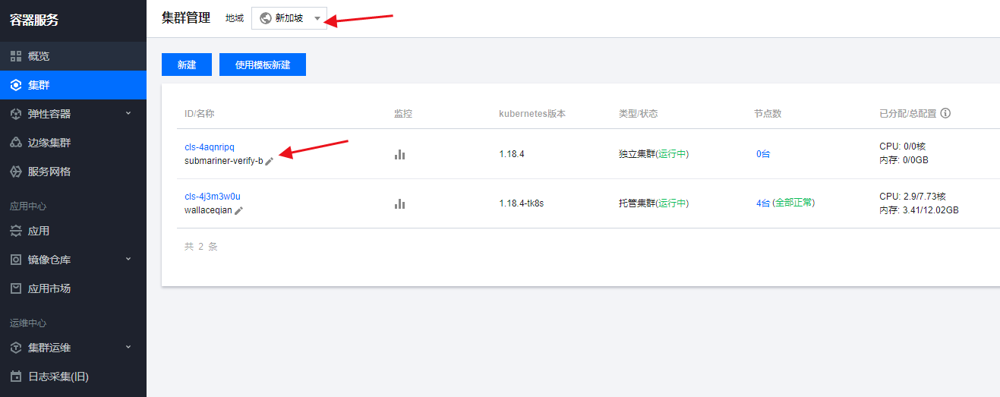 容器服务
概览
集群
弹性容器
边缘集群
服务网格
应用中心
应用
镜像仓库
应用市场
运维中心
集群运维
日志采集(旧)
集群管理 地域 新加坡
新建 使用模板新建
ID/名称 监控 kubernetes版本 类型/状态 节点数 已分配/总配置
cls-4aqnripq
submariner-verify-b
1.18.4 独立集群(运行中) 0台
CPU: 0/0核
内存: 0/0GB
cls-4j3m3w0u
wallaceqian
1.18.4-tk8s 托管集群(运行中) 4台 (全部正常)
CPU: 2.9/7.73核
内存: 3.41/12.02GB
共 2 条